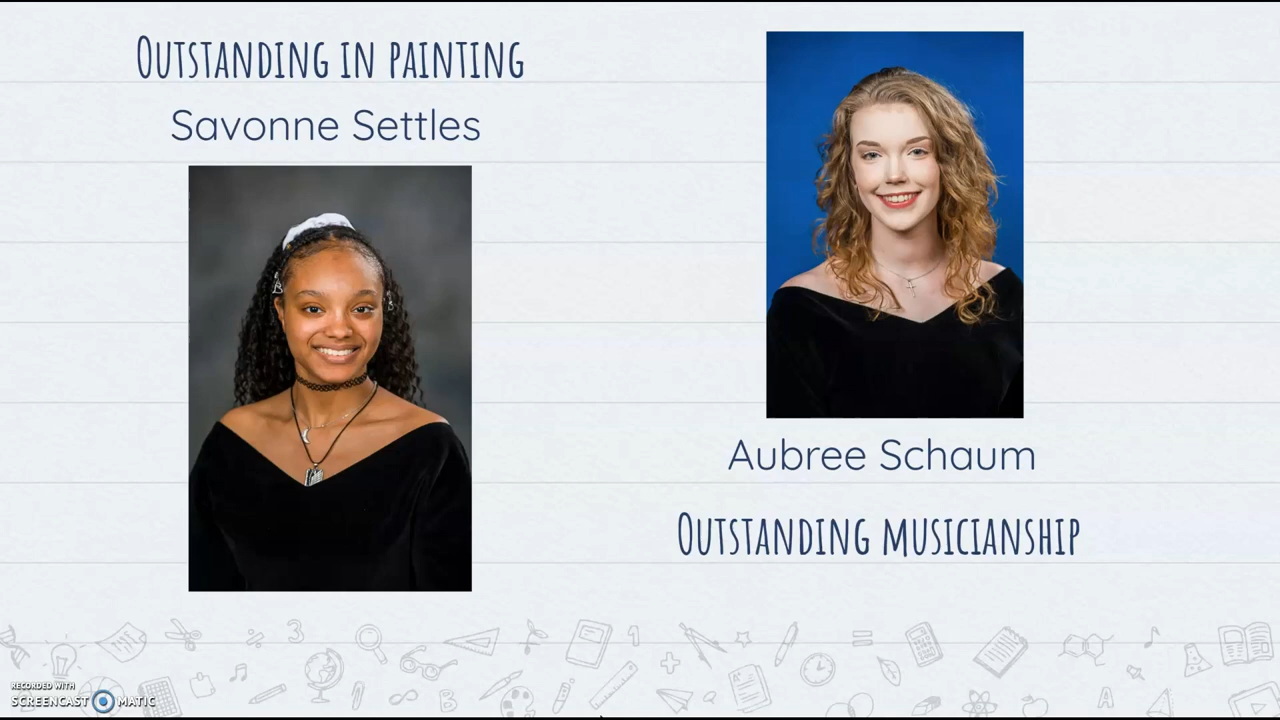 Outstanding in painting
Savonne Settles
Aubree Schaum
Outstanding musicianship
RECORDED WITH
SCREENCAST MATIC